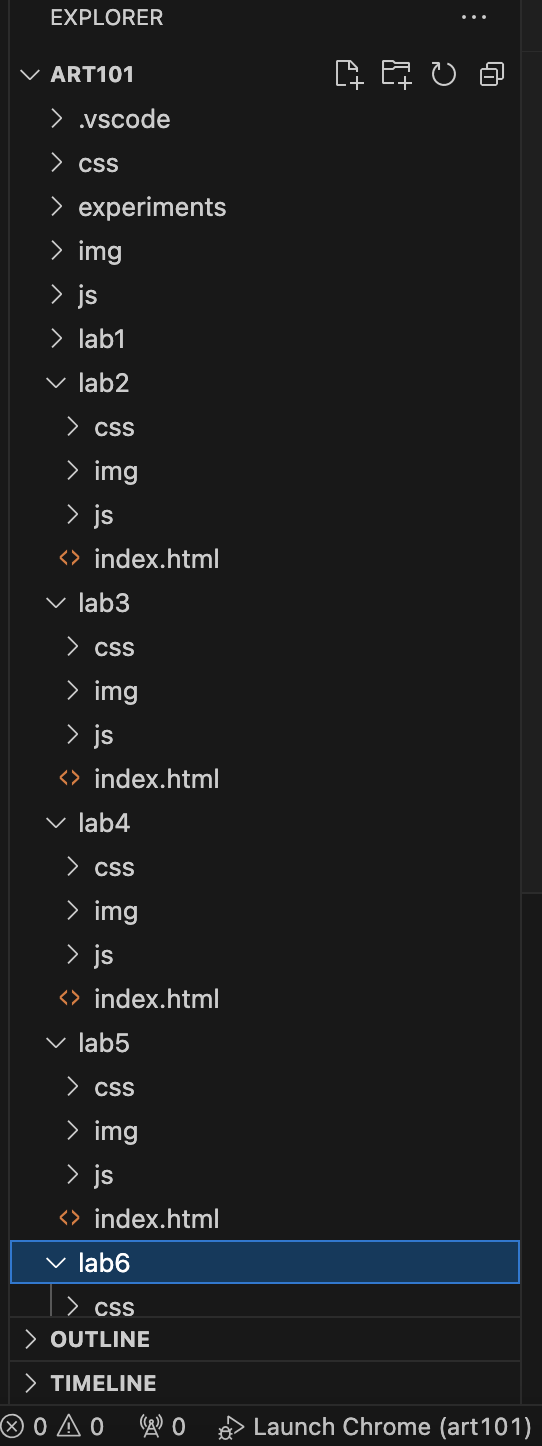 EXPLORER
ART101
.vscode
css
experiments
img
js
lab1
lab2
css
img
js
index.html
lab3
css
img
js
index.html
lab4
css
img
js
index.html
lab5
css
img
js
index.html
lab6
css
OUTLINE
TIMELINE
0 0 0 Launch Chrome (art101)